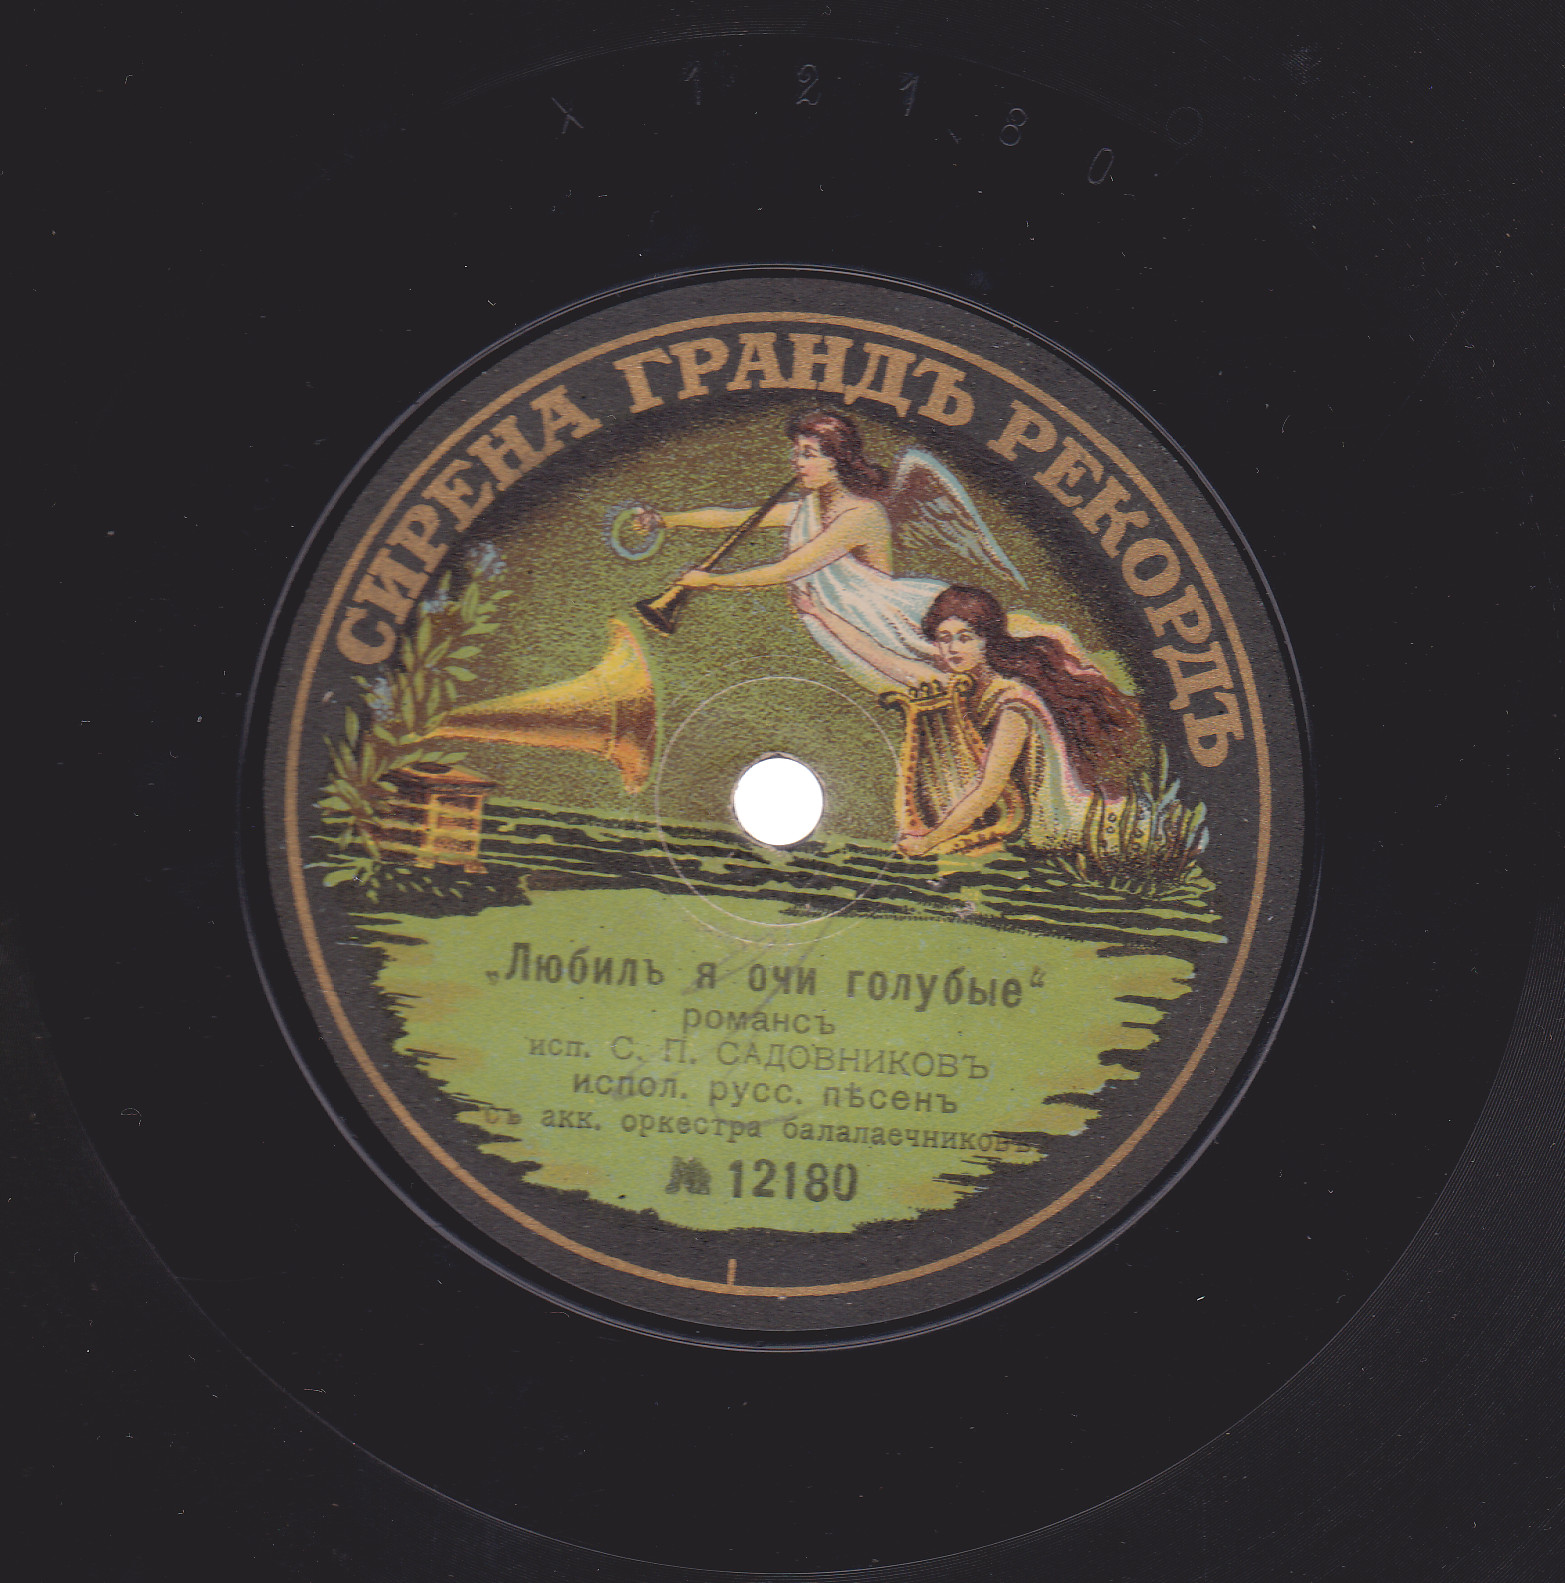 X 12180
СИРЕНА ГРАНДЪ РЕКОРДЪ
„Любилъ я очи голубые“
романсъ
исп. С. П. САДОВНИКОВЪ
испол. русс. пѣсенъ
съ акк. оркестра балалаечниковъ.
№ 12180